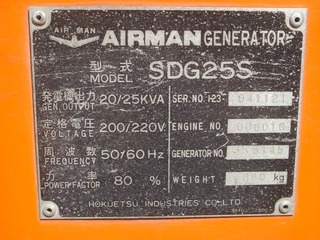 AIR MAN AIRMAN GENERATOR
型式
MODEL SDG25S
発電機出力
GEN.OUTPUT 20/25KVA SER.NO.1-23-
定格電圧
VOLTAGE 200/220V ENGINE NO.
周波数
FREQUENCY 50/60Hz GENERATOR NO.
力率
POWER FACTOR 80 % WEIGHT kg
HOKUETSU INDUSTRIES CO.,LTD.